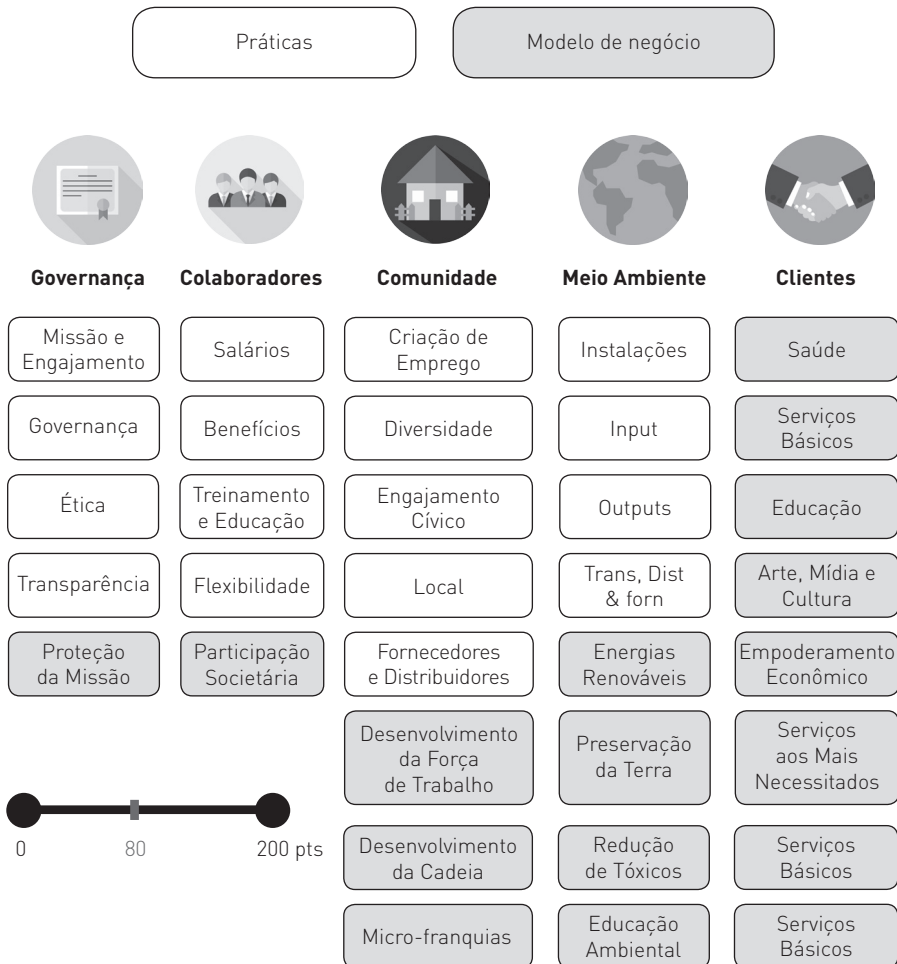 Práticas
Modelo de negócio
Governança
Colaboradores
Comunidade
Meio Ambiente
Clientes
Missão e
Engajamento
Salários
Criação de
Emprego
Instalações
Saúde
Governança
Benefícios
Diversidade
Input
Serviços
Básicos
Ética
Treinamento
e Educação
Engajamento
Cívico
Outputs
Educação
Transparência
Flexibilidade
Local
Trans, Dist
& forn
Arte, Mídia e
Cultura
Proteção
da Missão
Participação
Societária
Fornecedores
e Distribuidores
Energias
Renováveis
Empoderamento
Econômico
Desenvolvimento
da Força
de Trabalho
Preservação
da Terra
Serviços
aos Mais
Necessitados
0
80
200 pts
Desenvolvimento
da Cadeia
Redução
de Tóxicos
Serviços
Básicos
Micro-franquias
Educação
Ambiental
Serviços
Básicos